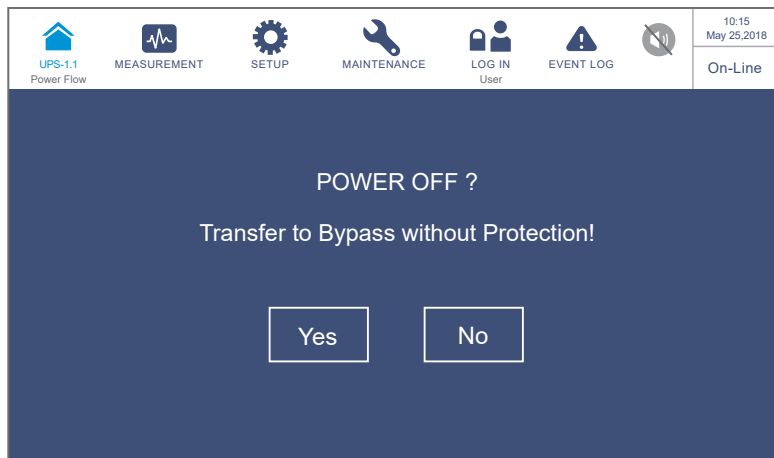 UPS-1.1
Power Flow
MEASUREMENT
SETUP
MAINTENANCE
LOG IN
User
EVENT LOG
10:15
May 25,2018
On-Line
POWER OFF ?
Transfer to Bypass without Protection!
Yes
No